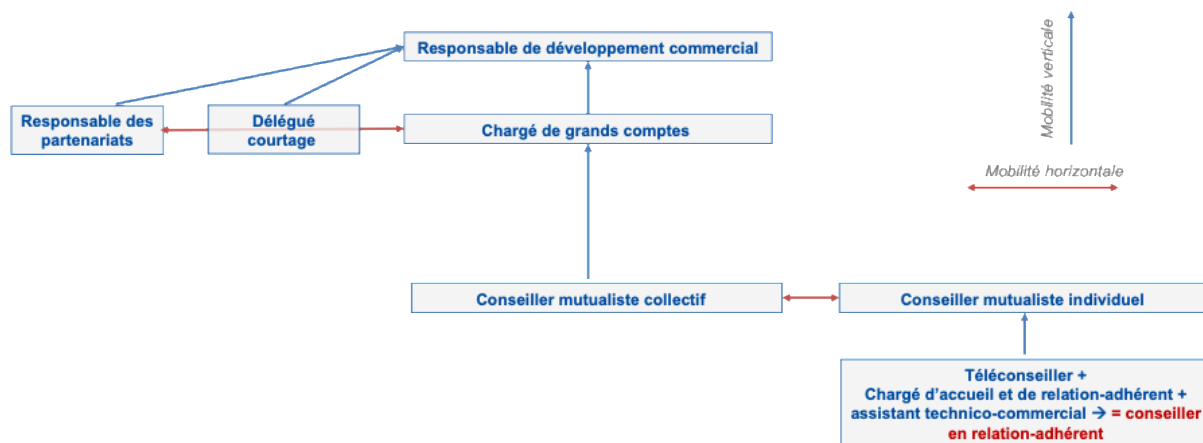 Responsable de développement commercial
Mobilité verticale
Responsable des
partenariats
Délégué
courtage
Chargé de grands comptes
Mobilité horizontale
Conseiller mutualiste collectif
Conseiller mutualiste individuel
Téléconseiller +
Chargé d'accueil et de relation-adhérent +
assistant technico-commercial → = conseiller
en relation-adhérent